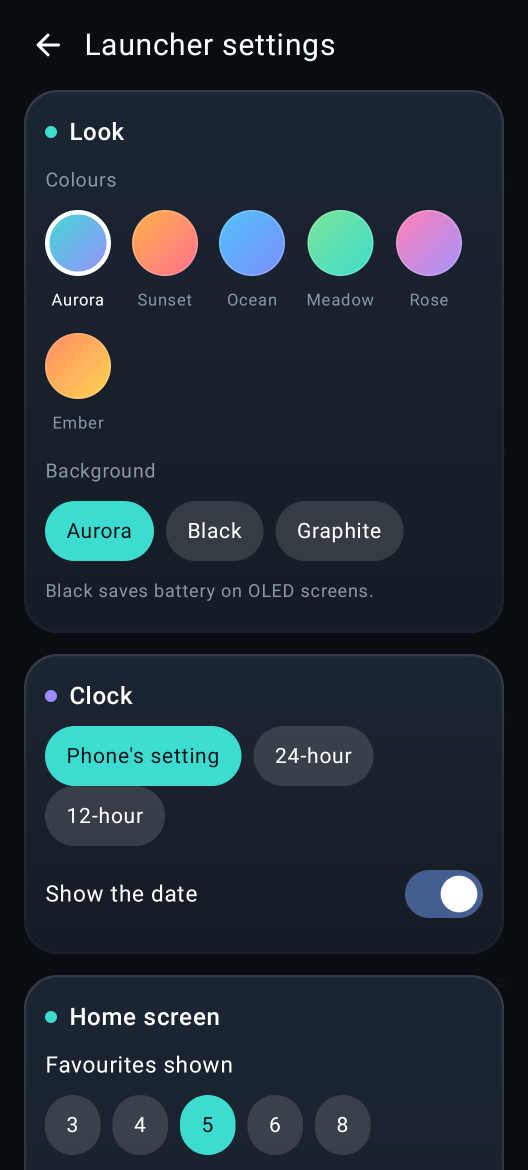 Launcher settings
Look
Colours
Aurora Sunset Ocean Meadow Rose
Ember
Background
Aurora Black Graphite
Black saves battery on OLED screens.
Clock
Phone's setting 24-hour
12-hour
Show the date
Home screen
Favourites shown
3 4 5 6 8